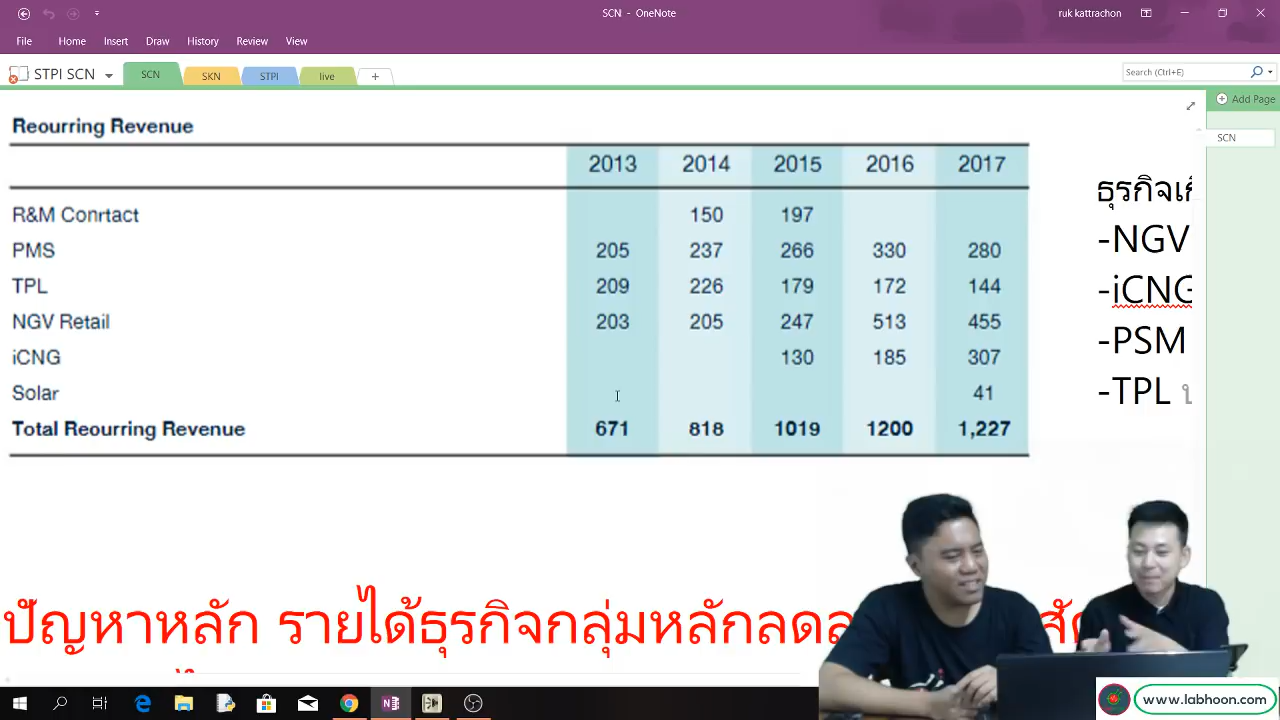 SCN - OneNote
ruk kattrachon
File Home Insert Draw History Review View
STPI SCN
SCN SKN STPI live +
Search (Ctrl+E)
Add Page
SCN
Reourring Revenue
2013 2014 2015 2016 2017
R&M Conrtact 150 197
PMS 205 237 266 330 280
TPL 209 226 179 172 144
NGV Retail 203 205 247 513 455
iCNG 130 185 307
Solar 41
Total Reourring Revenue 671 818 1019 1200 1,227
-NGV
-iCNG
-PSM
-TPL
ปัญหาหลัก รายได้ธุรกิจกลุ่มหลัก
www.labhoon.com